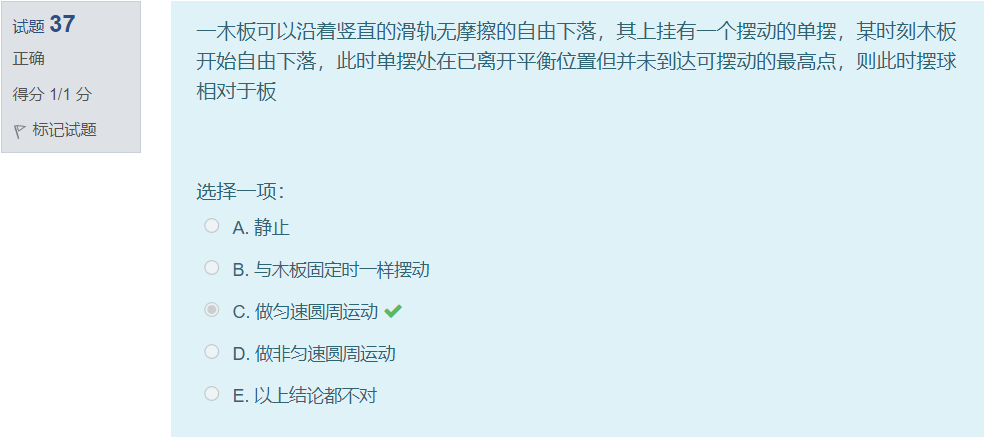 试题 37
正确
得分 1/1 分
标记试题
一木板可以沿着竖直的滑轨无摩擦的自由下落，其上挂有一个摆动的单摆，某时刻木板
开始自由下落，此时单摆处在已离开平衡位置但并未到达可摆动的最高点，则此时摆球
相对于板
选择一项：
A. 静止
B. 与木板固定时一样摆动
C. 做匀速圆周运动
D. 做非匀速圆周运动
E. 以上结论都不对